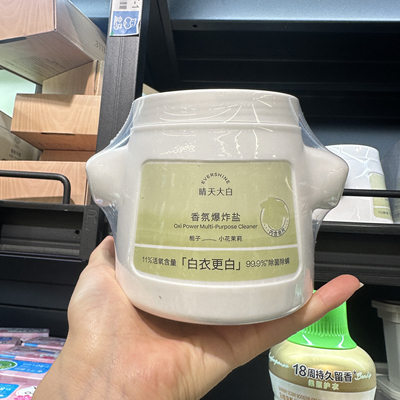 EVERSHINE
晴天大白
香氛爆炸盐
Oxi Power Multi-Purpose Cleaner
栀子——小花茉莉
11%活氧含量「白衣更白」99.9%*除菌除螨
18周持久留香*